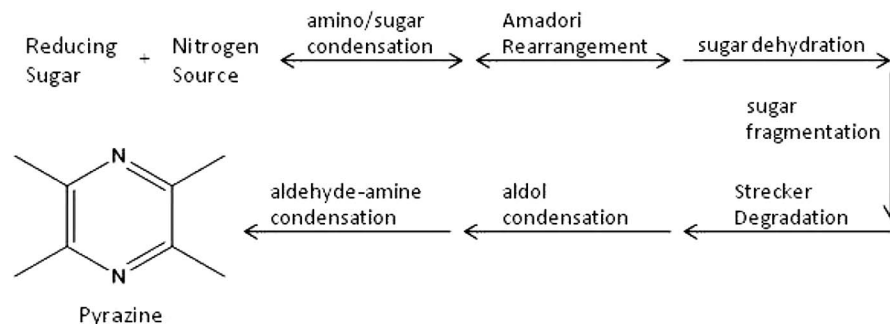 Reducing
Sugar
+
Nitrogen
Source
amino/sugar
condensation
Amadori
Rearrangement
sugar dehydration
sugar
fragmentation
Strecker
Degradation
aldol
condensation
aldehyde-amine
condensation
N
N
Pyrazine